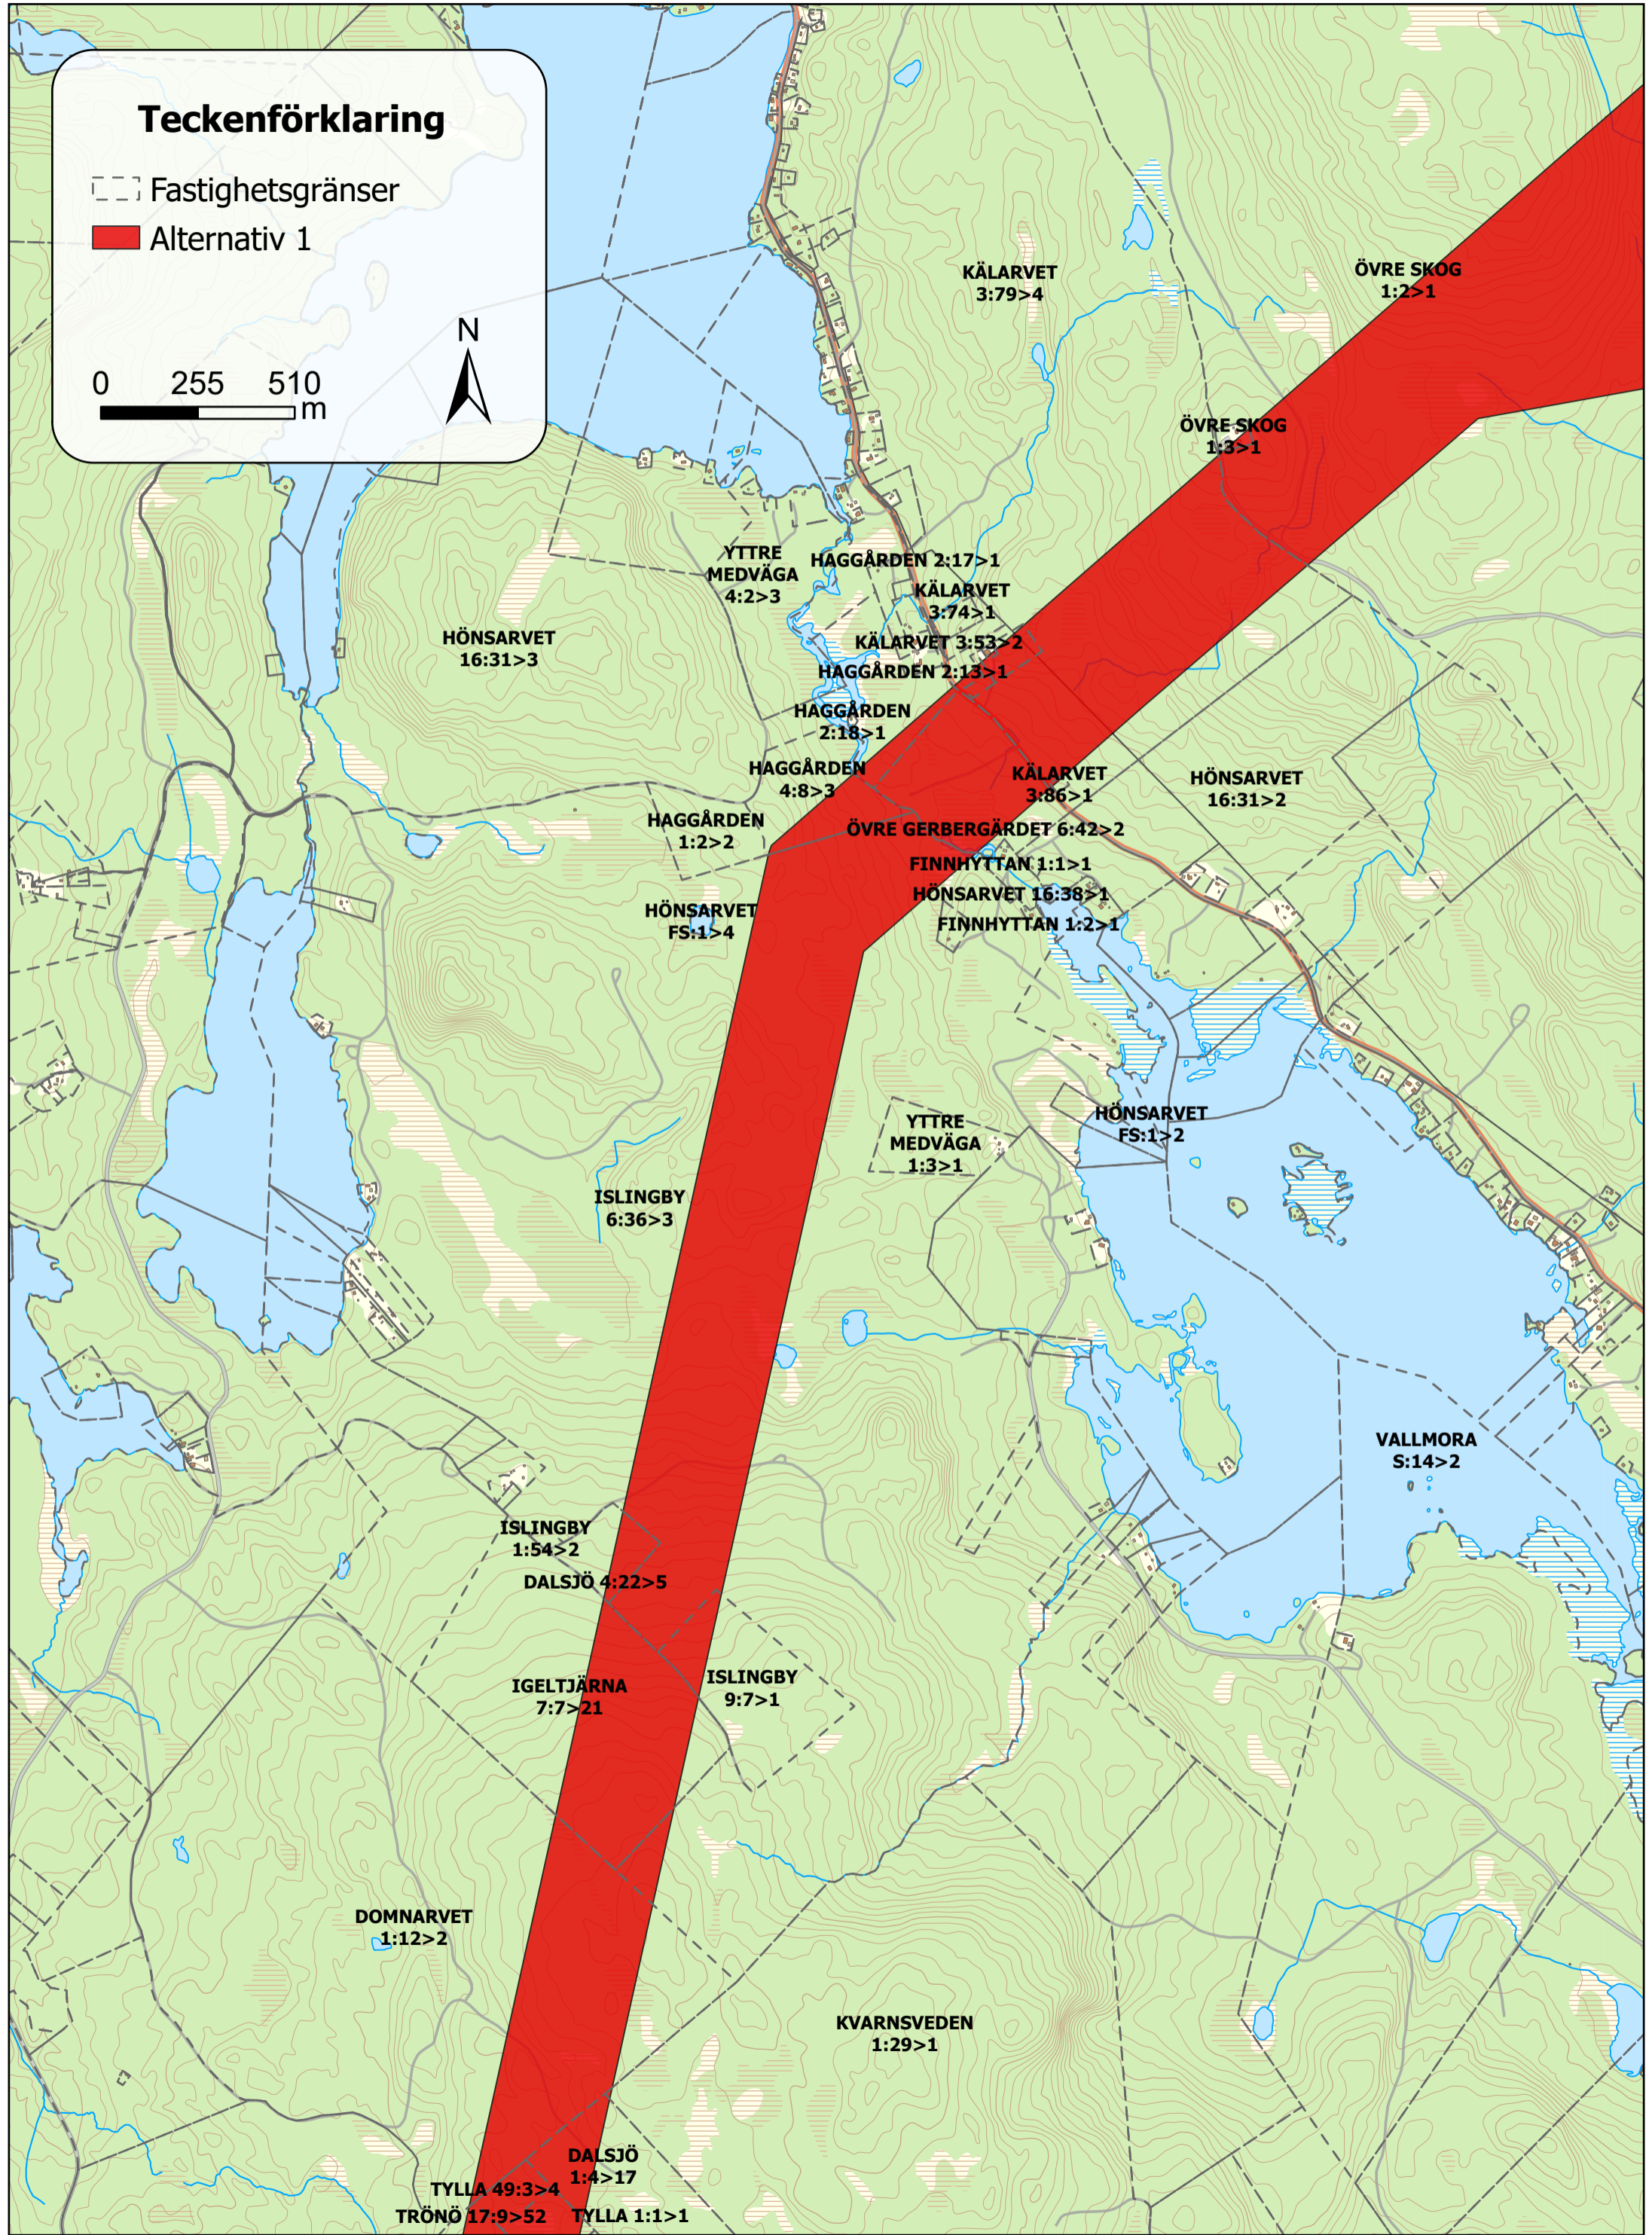 Teckenförklaring
Fastighetsgränser
Alternativ 1
N
0 255 510
m
KÄLARVET
3:79>4
ÖVRE SKOG
1:2>1
ÖVRE SKOG
1:3>1
YTTRE
MEDVÄGA
4:2>3
HAGGÅRDEN 2:17>1
KÄLARVET
3:74>1
HÖNSARVET
16:31>3
KÄLARVET 3:53>2
HAGGÅRDEN 2:13>1
HAGGÅRDEN
2:18>1
HAGGÅRDEN
4:8>3
KÄLARVET
3:86>1
HÖNSARVET
16:31>2
HAGGÅRDEN
1:2>2
ÖVRE GERBERGÄRDET 6:42>2
FINNHYTTAN 1:1>1
HÖNSARVET 16:38>1
HÖNSARVET
FS:1>4
FINNHYTTAN 1:2>1
HÖNSARVET
FS:1>2
YTTRE
MEDVÄGA
1:3>1
ISLINGBY
6:36>3
VALLMORA
S:14>2
ISLINGBY
1:54>2
DALSJÖ 4:22>5
IGELTJÄRNA
7:7>21
ISLINGBY
9:7>1
DOMNARVET
1:12>2
KVARNSVEDEN
1:29>1
DALSJÖ
1:4>17
TYLLA 49:3>4
TRÖNÖ 17:9>52
TYLLA 1:1>1